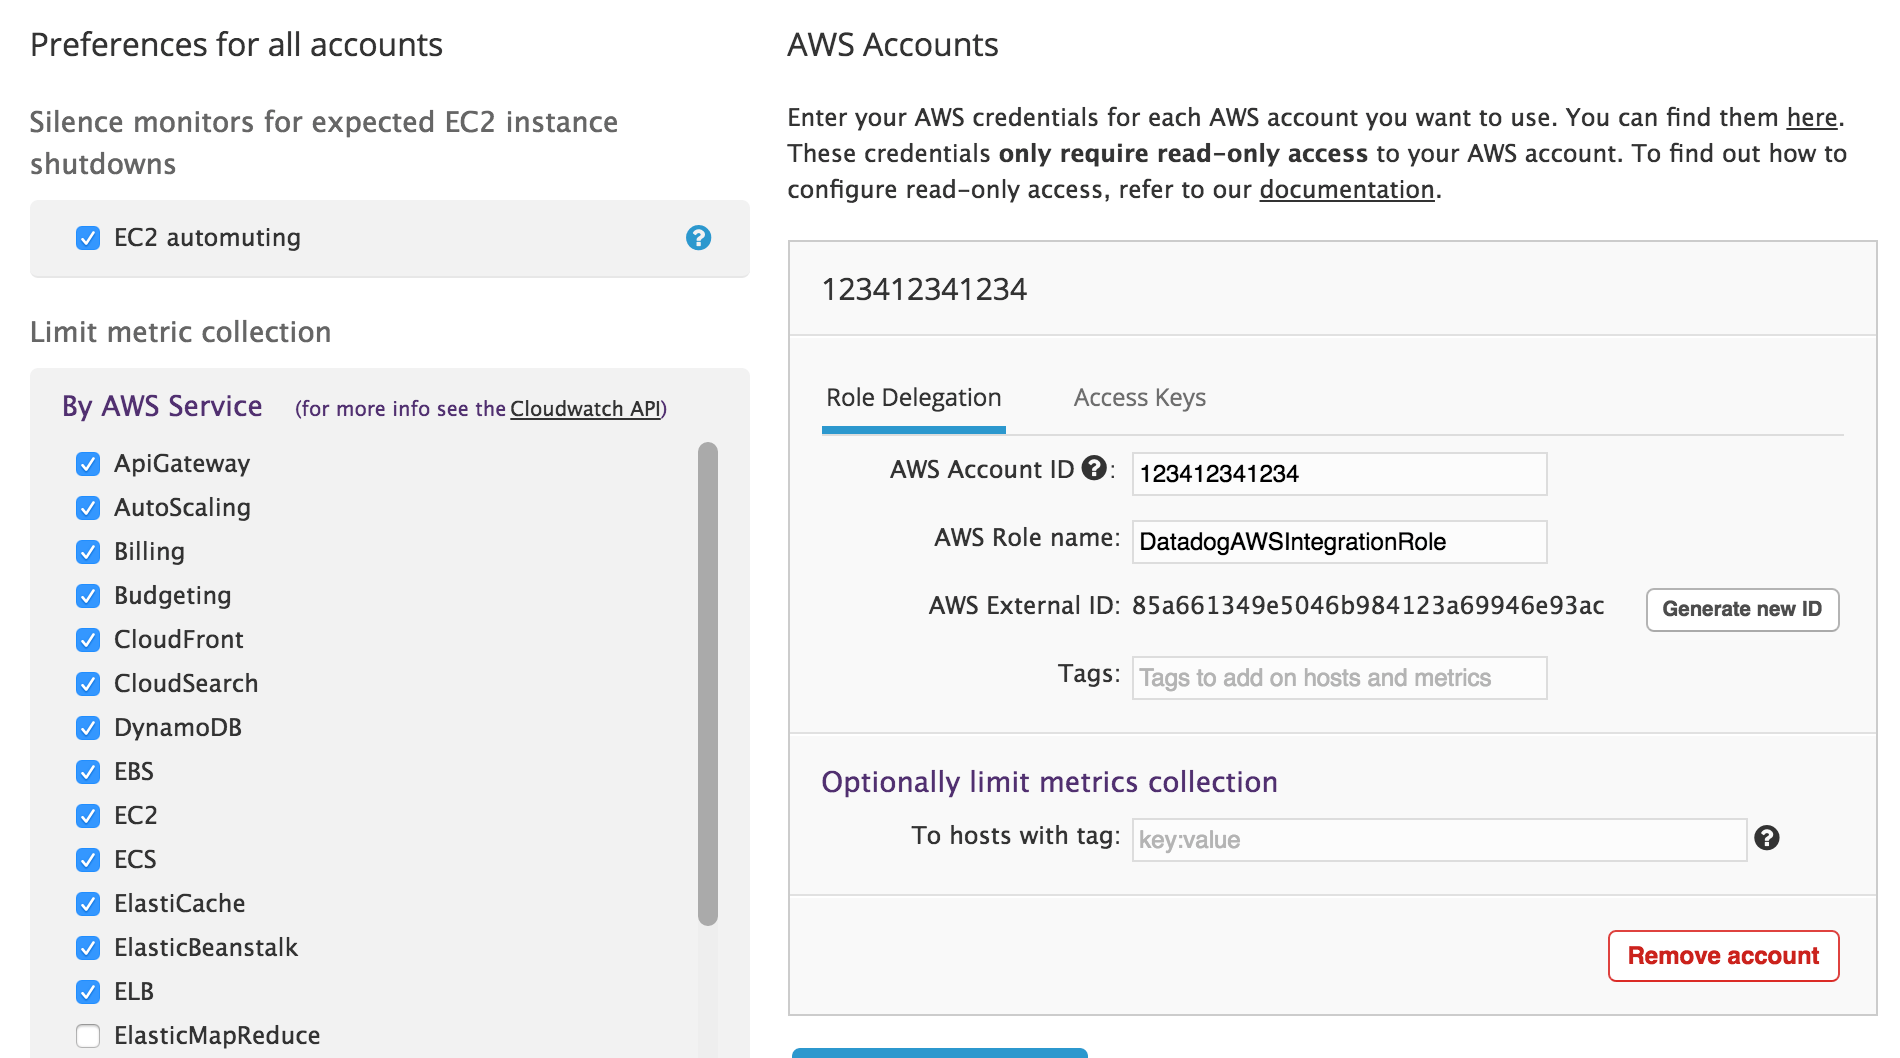 Preferences for all accounts
Silence monitors for expected EC2 instance
shutdowns
EC2 automuting
?
Limit metric collection
By AWS Service (for more info see the Cloudwatch API)
ApiGateway
AutoScaling
Billing
Budgeting
CloudFront
CloudSearch
DynamoDB
EBS
EC2
ECS
ElastiCache
ElasticBeanstalk
ELB
ElasticMapReduce
AWS Accounts
Enter your AWS credentials for each AWS account you want to use. You can find them here.
These credentials only require read-only access to your AWS account. To find out how to
configure read-only access, refer to our documentation.
123412341234
Role Delegation Access Keys
AWS Account ID ?: 123412341234
AWS Role name: DatadogAWSIntegrationRole
AWS External ID: 85a661349e5046b984123a69946e93ac Generate new ID
Tags: Tags to add on hosts and metrics
Optionally limit metrics collection
To hosts with tag: key:value ?
Remove account